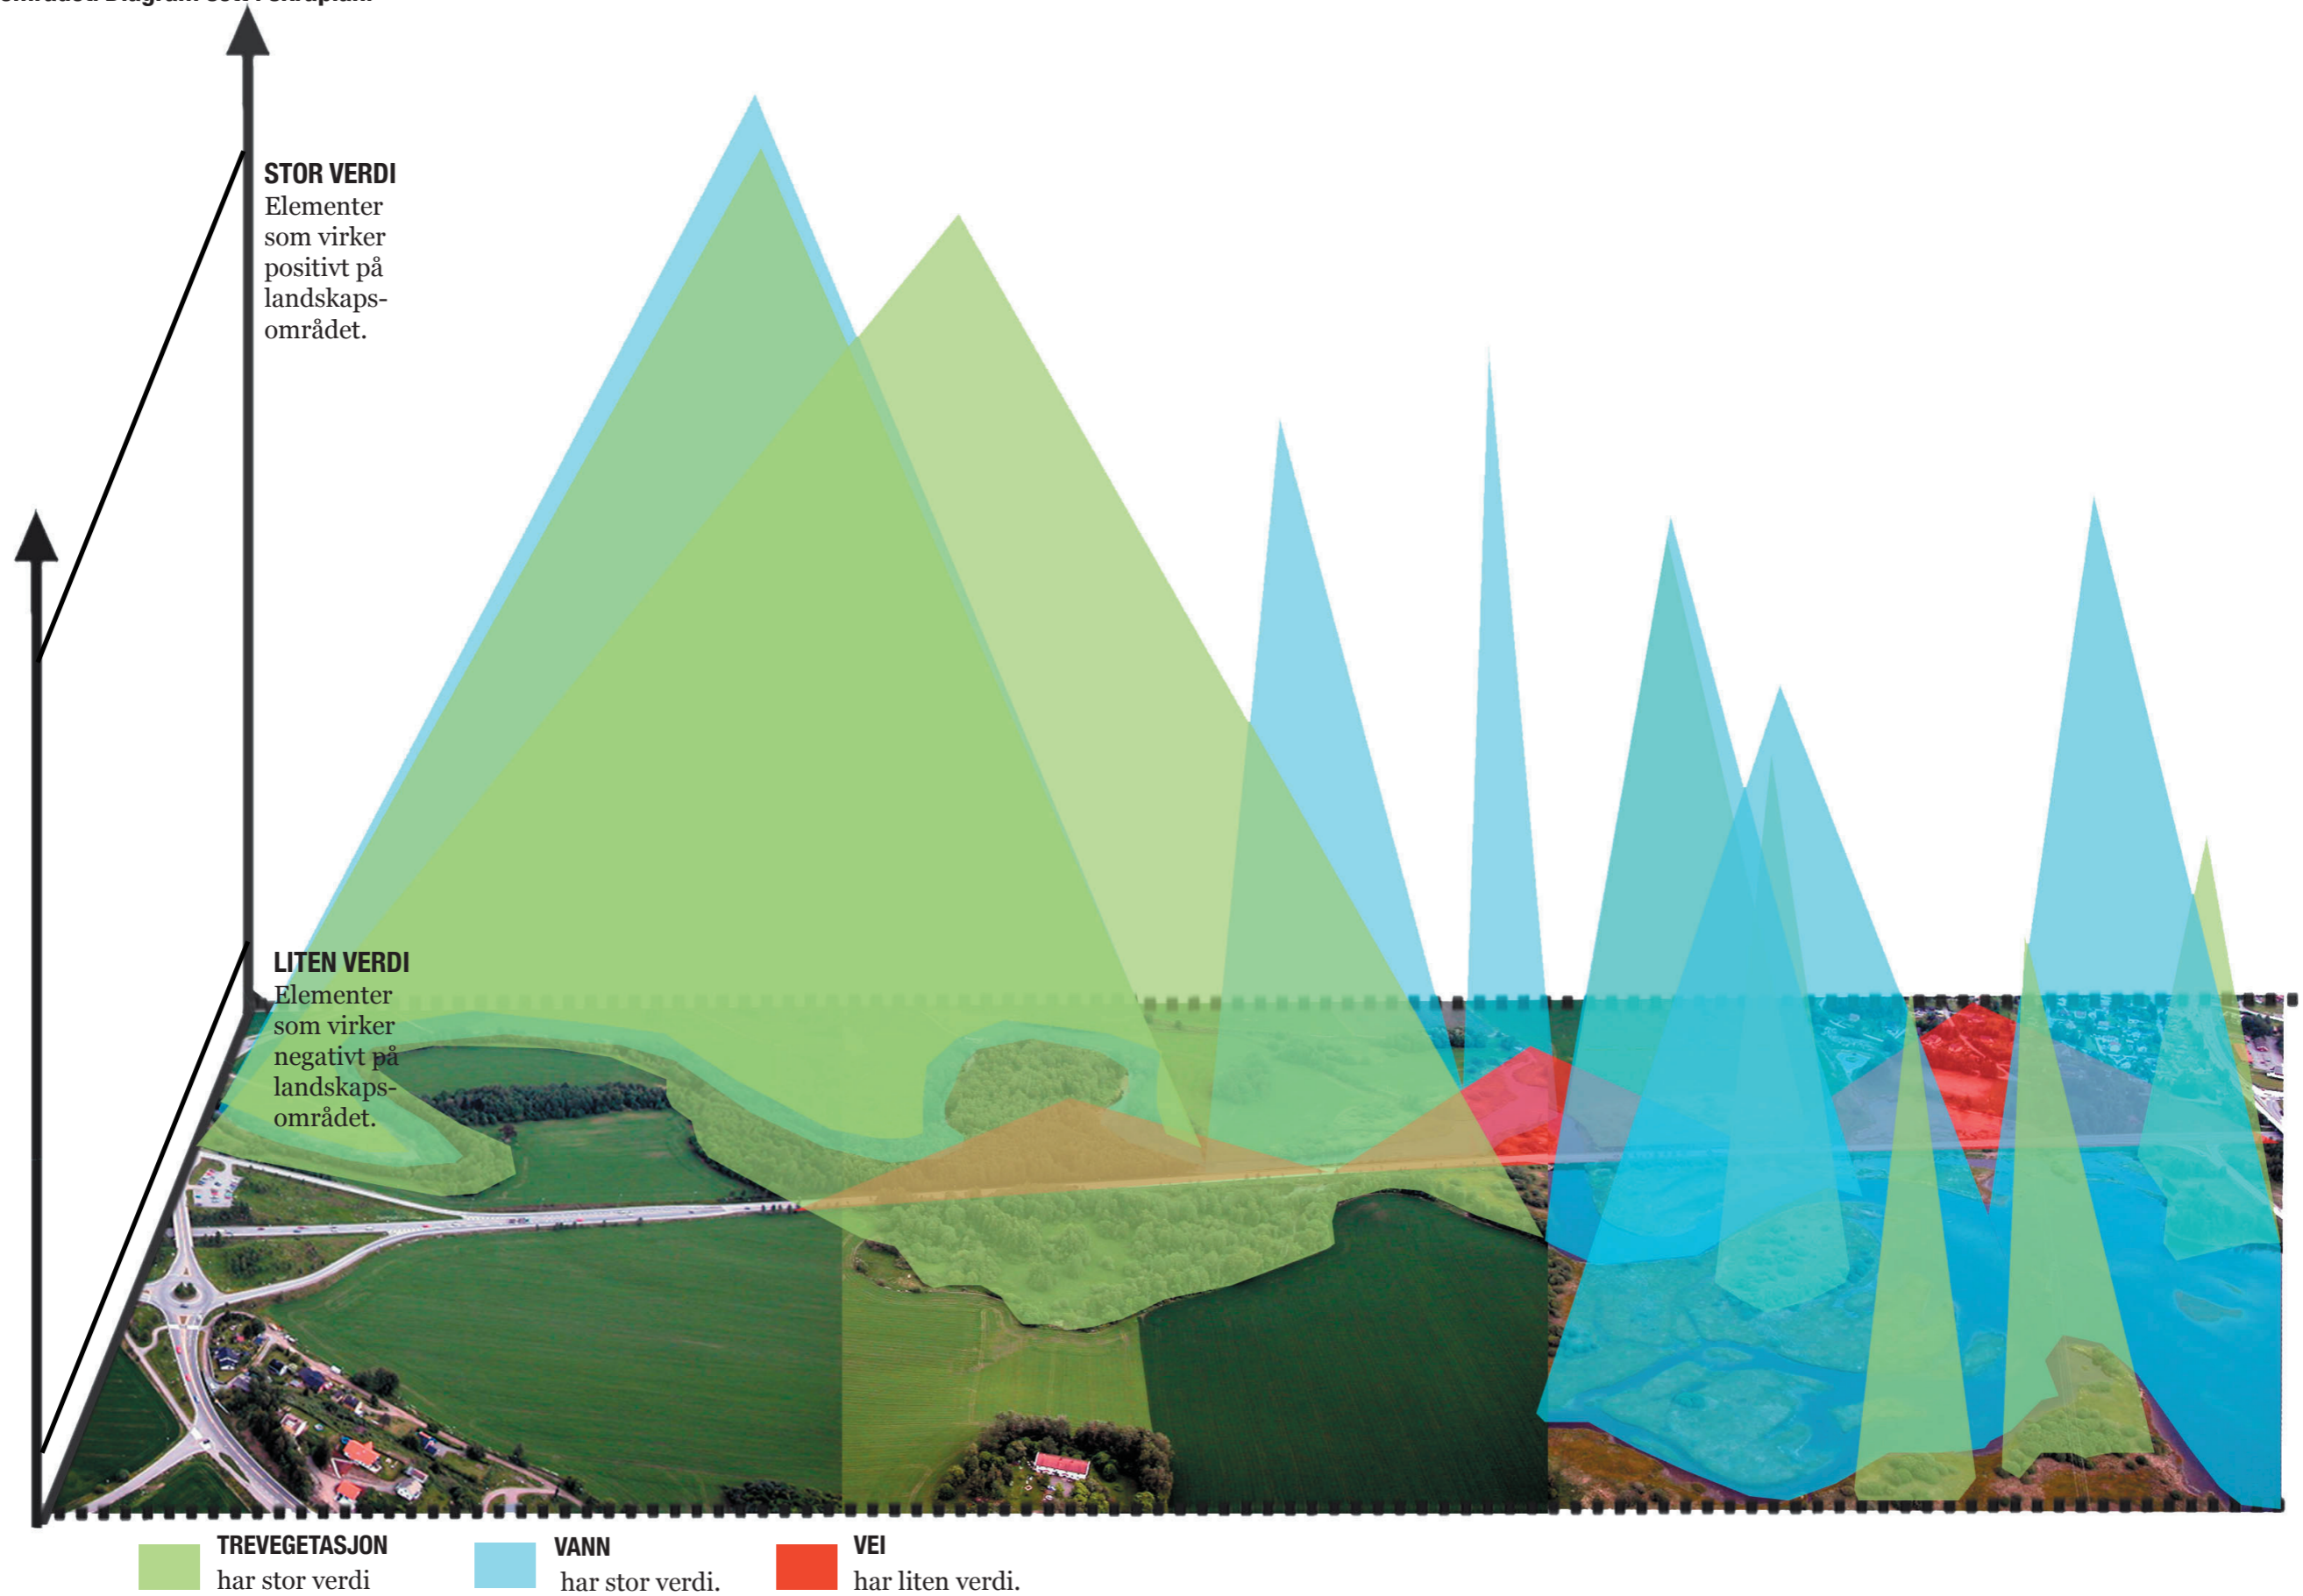 STOR VERDI
Elementer
som virker
positivt på
landskaps-
området.
LITEN VERDI
Elementer
som virker
negativt på
landskaps-
området.
TREVEGETASJON
har stor verdi
VANN
har stor verdi.
VEI
har liten verdi.